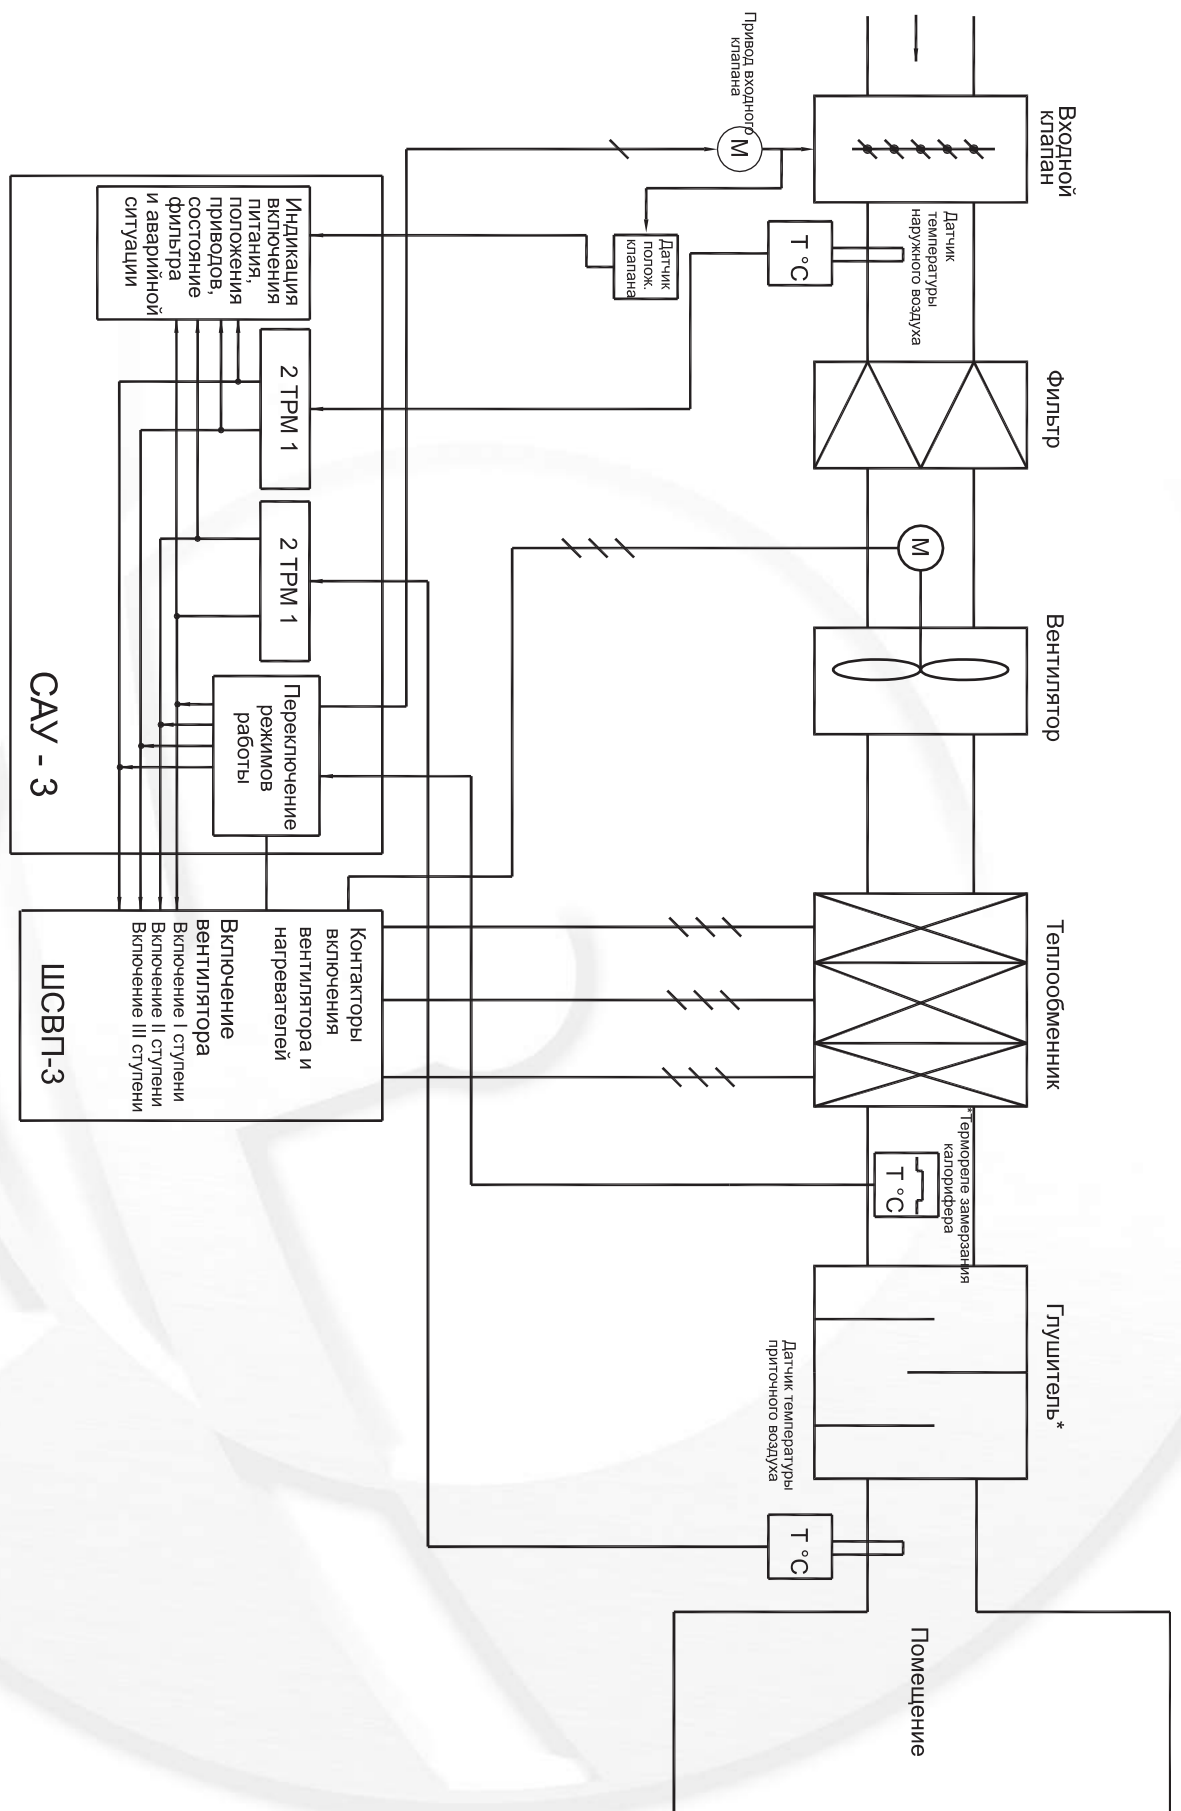 Входной
клапан
Фильтр
Вентилятор
Теплообменник
Глушитель*
Датчик
температуры
наружного воздуха
*Термореле замерзания
калорифера
Помещение
M
T °C
T °C
T °C
Привод входного
клапана
M
Датчик температуры
приточного воздуха
Датчик
полож.
клапана
Индикация
включения
питания,
положения
приводов,
состояние
фильтра
и аварийной
ситуации
2 ТРМ 1
2 ТРМ 1
Переключение
режимов
работы
САУ - 3
Контакторы
включения
вентилятора и
нагревателей
Включение
вентилятора
Включение I ступени
Включение II ступени
Включение III ступени
ШСВП-3